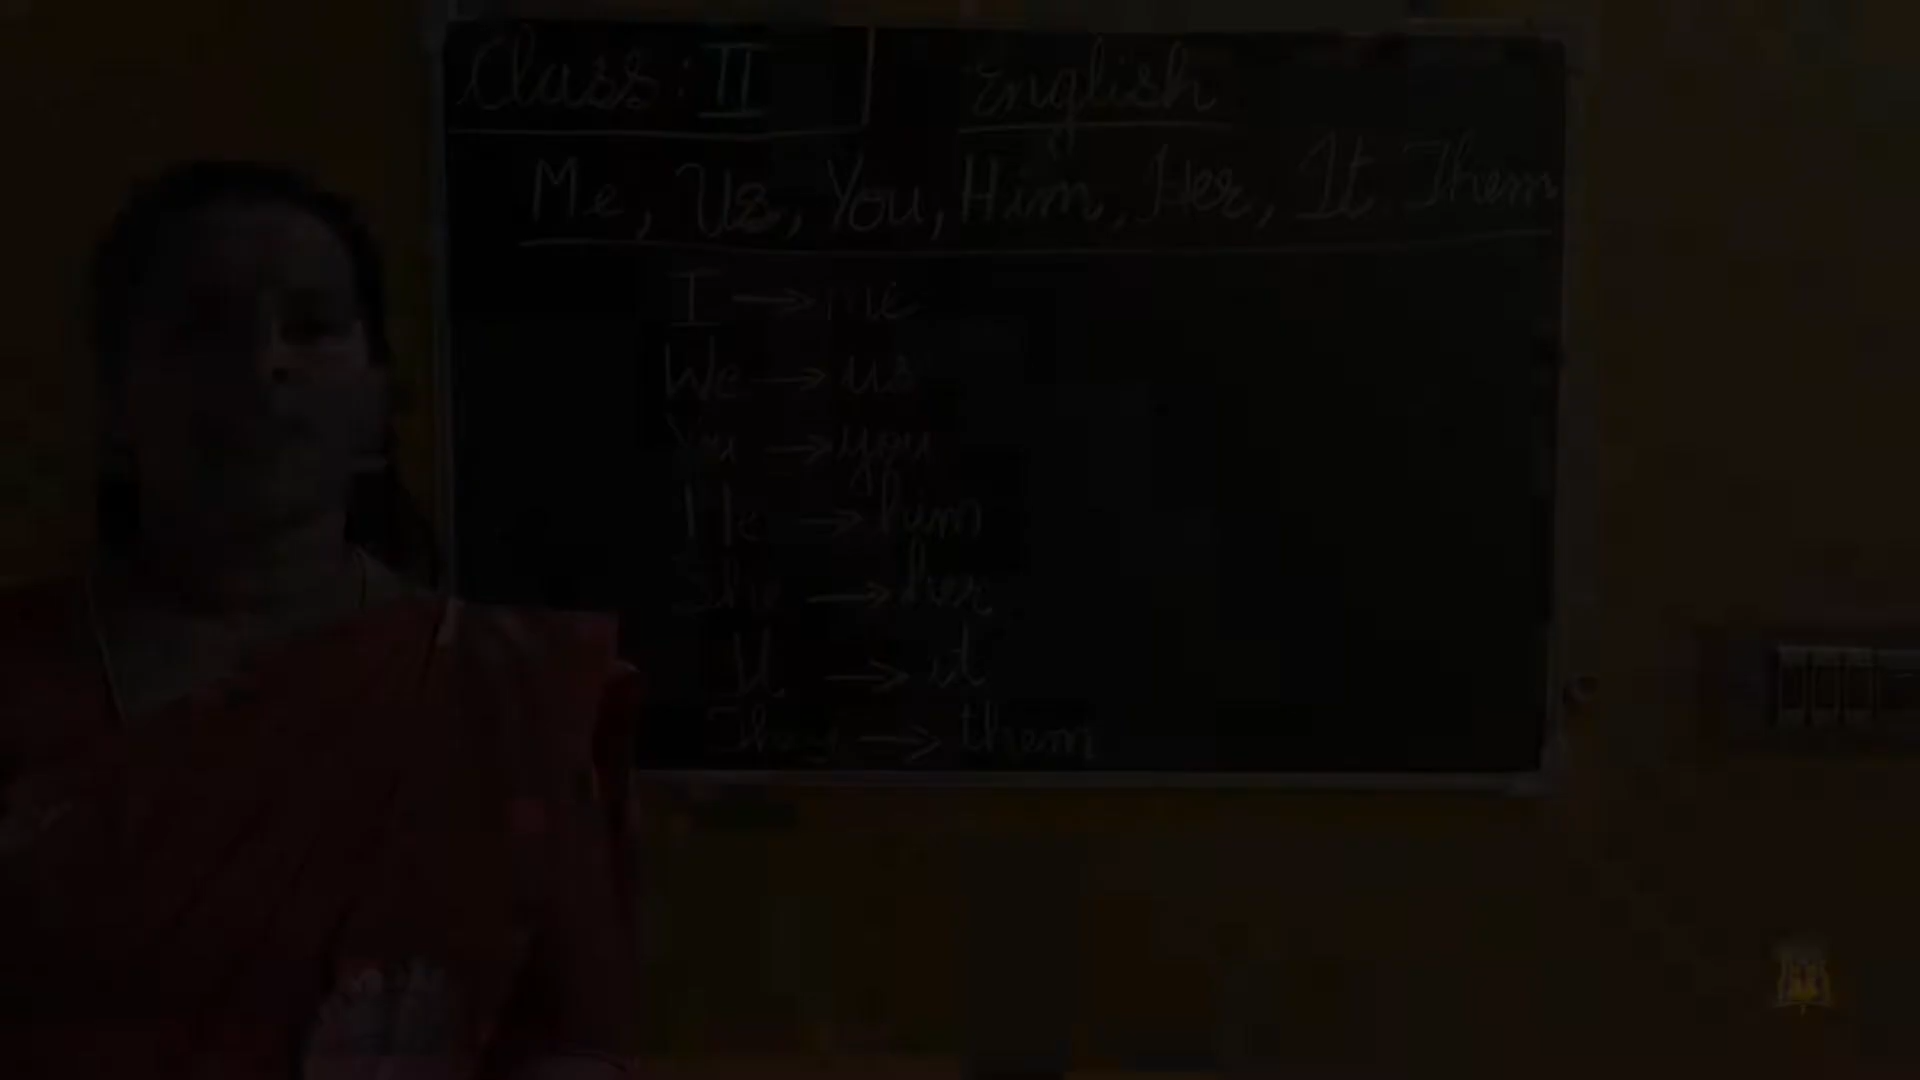 Class: II
English
Me, Us, You, Him, Her, It Them
I → me
We → us
You → you
He → him
She → her
It → it
They → them